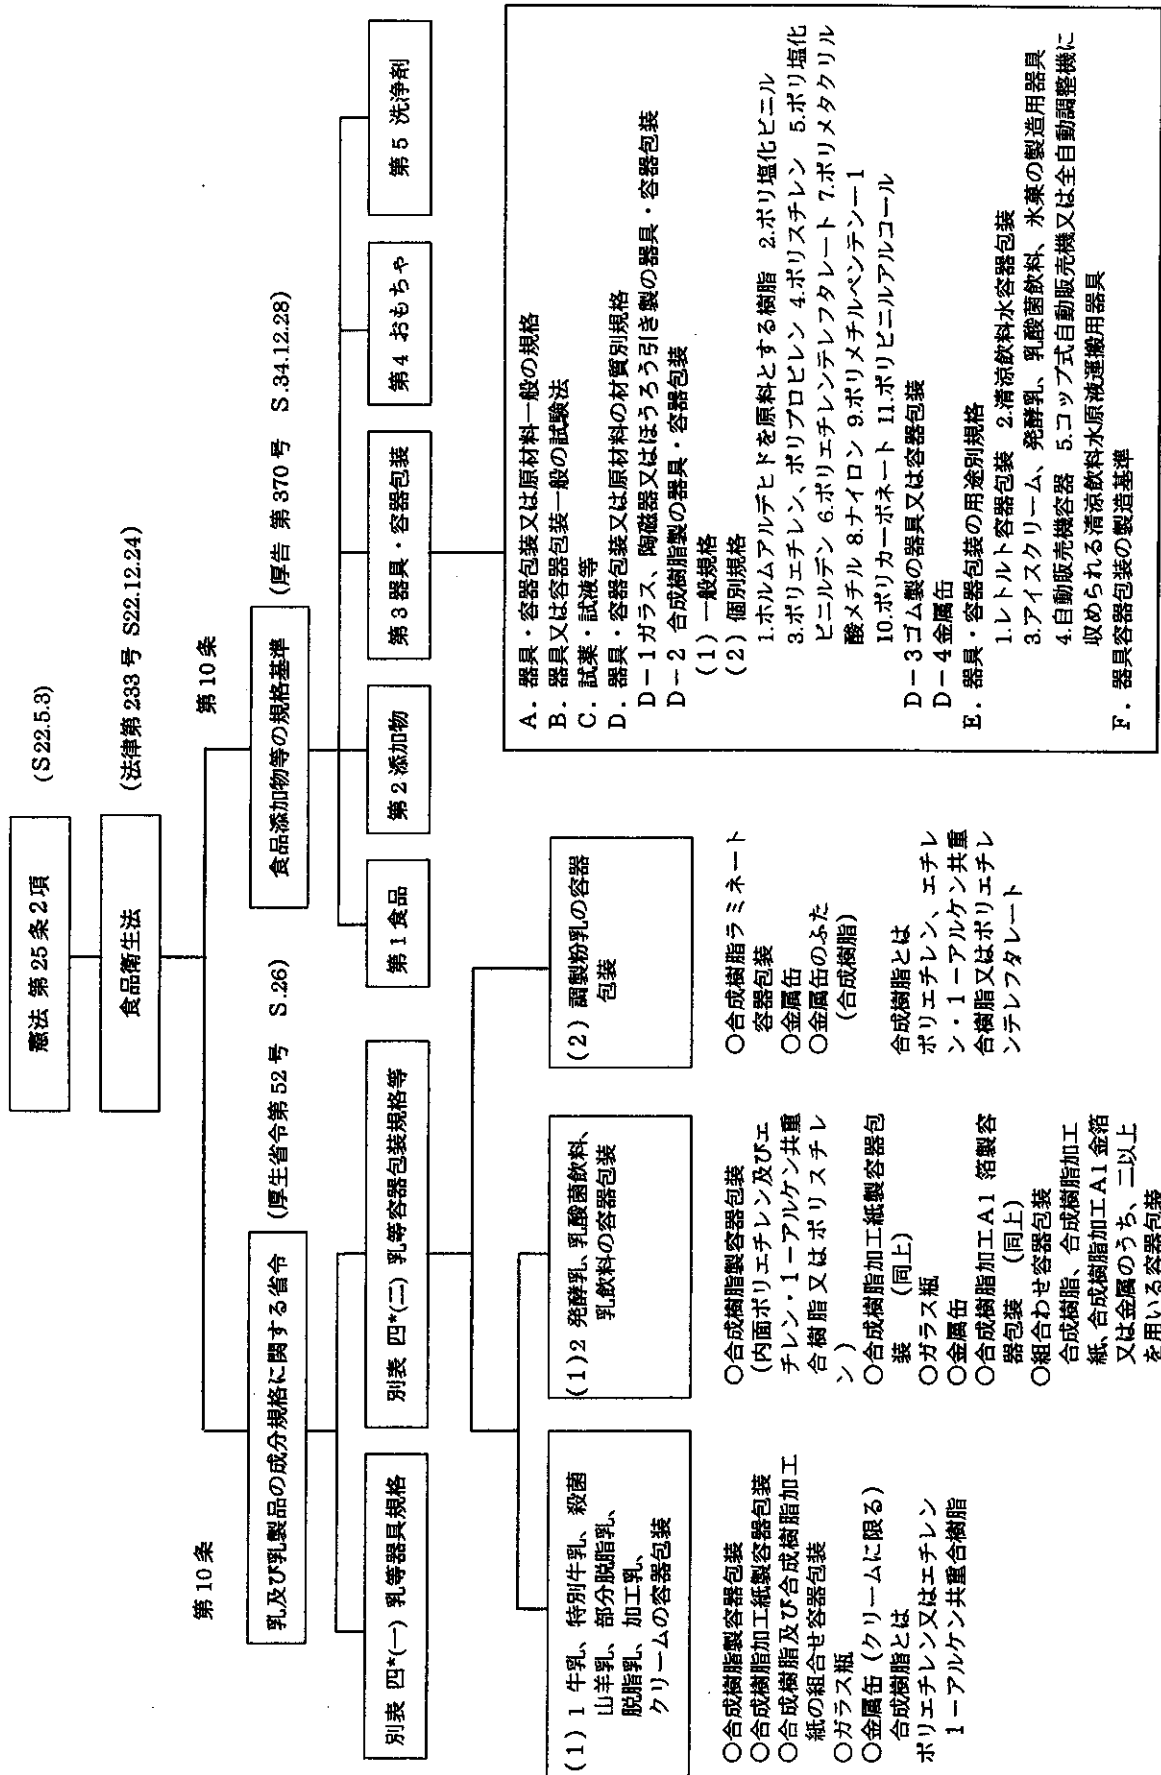 憲法 第25条2項
(S22.5.3)
食品衛生法
(法律第233号 S22.12.24)
第10条
第10条
乳及び乳製品の成分規格に関する省令
(厚生省令第52号 S.26)
食品添加物等の規格基準
(厚告 第370号 S.34.12.28)
別表 四*(一) 乳等器具規格
別表 四*(二) 乳等容器包装規格等
第1食品
第2添加物
第3器具・容器包装
第4 おもちゃ
第5 洗浄剤
(1) 1 牛乳、特別牛乳、殺菌
山羊乳、部分脱脂乳、
脱脂乳、加工乳、
クリームの容器包装
○合成樹脂製容器包装
○合成樹脂加工紙製容器包装
○合成樹脂及び合成樹脂加工
紙の組合せ容器包装
○ガラス瓶
○金属缶(クリームに限る)
合成樹脂とは
ポリエチレン又はエチレン
1-アルケン共重合樹脂
(1)2 発酵乳、乳酸菌飲料、
乳飲料の容器包装
○合成樹脂製容器包装
(内面ポリエチレン及びエ
チレン・1-アルケン共重
合樹脂又はポリスチレ
ン)
○合成樹脂加工紙製容器包
装 (同上)
○ガラス瓶
○金属缶
○合成樹脂加工A1 箔製容
器包装 (同上)
○組合わせ容器包装
合成樹脂、合成樹脂加工
紙、合成樹脂加工A1金箔
又は金属のうち、二以上
を用いる容器包装
(2) 調製粉乳の容器
包装
○合成樹脂ラミネート
容器包装
○金属缶
○金属缶のふた
(合成樹脂)
合成樹脂とは
ポリエチレン、エチレ
ン・1-アルケン共重
合樹脂又はポリエチレ
ンテレフタレート
A. 器具・容器包装又は原材料一般の規格
B. 器具又は容器包装一般の試験法
C. 試薬・試液等
D. 器具・容器包装又は原材料の材質別規格
D-1ガラス、陶磁器又はほうろう引き製の器具・容器包装
D-2 合成樹脂製の器具・容器包装
(1) 一般規格
(2) 個別規格
1.ホルムアルデヒドを原料とする樹脂 2.ポリ塩化ビニル
3.ポリエチレン、ポリプロピレン 4.ポリスチレン 5.ポリ塩化
ビニルデン 6.ポリエチレンテレフタレート 7.ポリメタクリル
酸メチル 8.ナイロン 9.ポリメチルペンテン-1
10.ポリカーボネート 11.ポリビニルアルコール
D-3ゴム製の器具又は容器包装
D-4金属缶
E. 器具・容器包装の用途別規格
1.レトルト容器包装 2.清涼飲料水容器包装
3.アイスクリーム、発酵乳、乳酸菌飲料、氷菓の製造用器具
4.自動販売機容器 5.コップ式自動販売機又は全自動調整機に
収められる清涼飲料水原液運搬用器具
F. 器具容器包装の製造基準